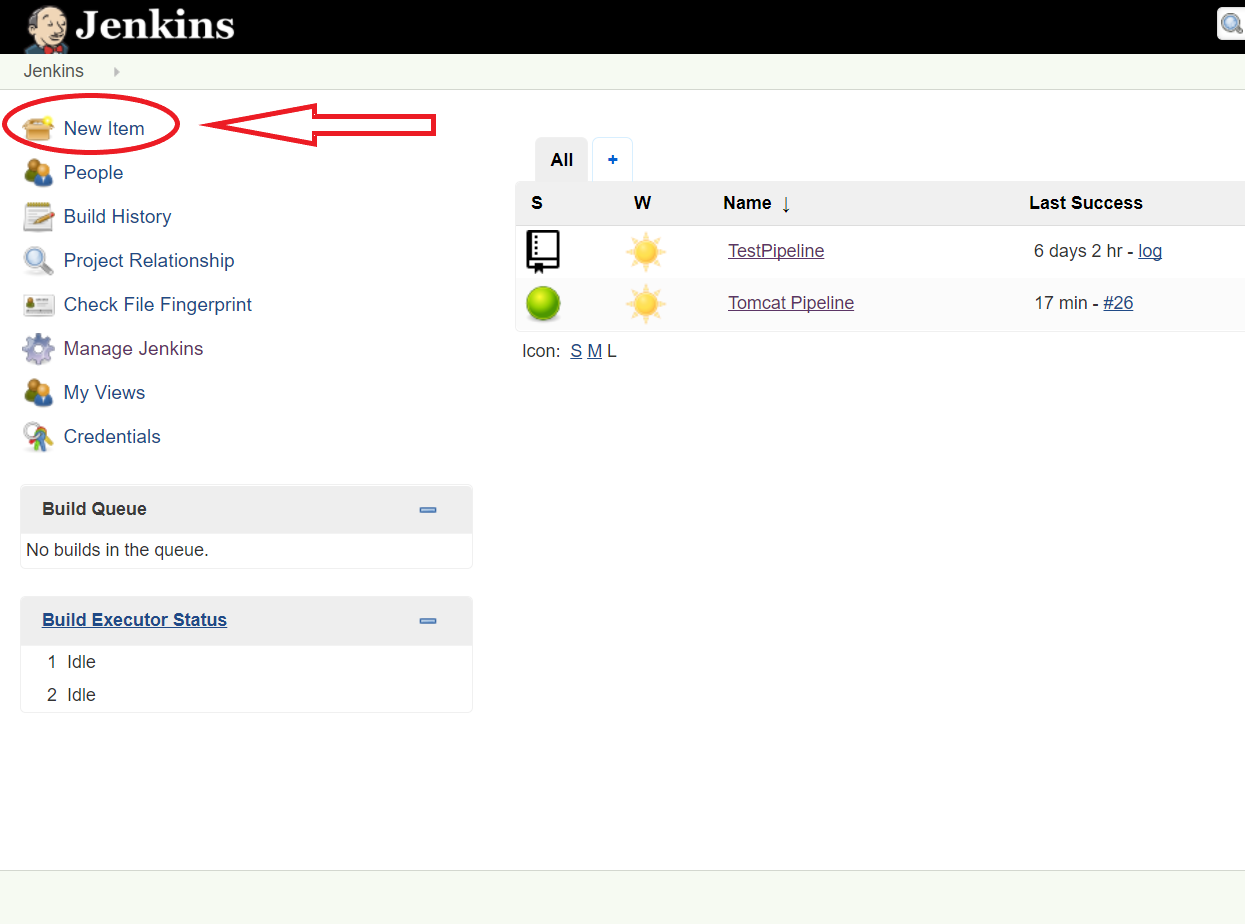 Jenkins
Jenkins
New Item
People
Build History
Project Relationship
Check File Fingerprint
Manage Jenkins
My Views
Credentials
All +
S W Name ↓ Last Success
TestPipeline 6 days 2 hr - log
Tomcat Pipeline 17 min - #26
Icon: S M L
Build Queue
No builds in the queue.
Build Executor Status
1 Idle
2 Idle